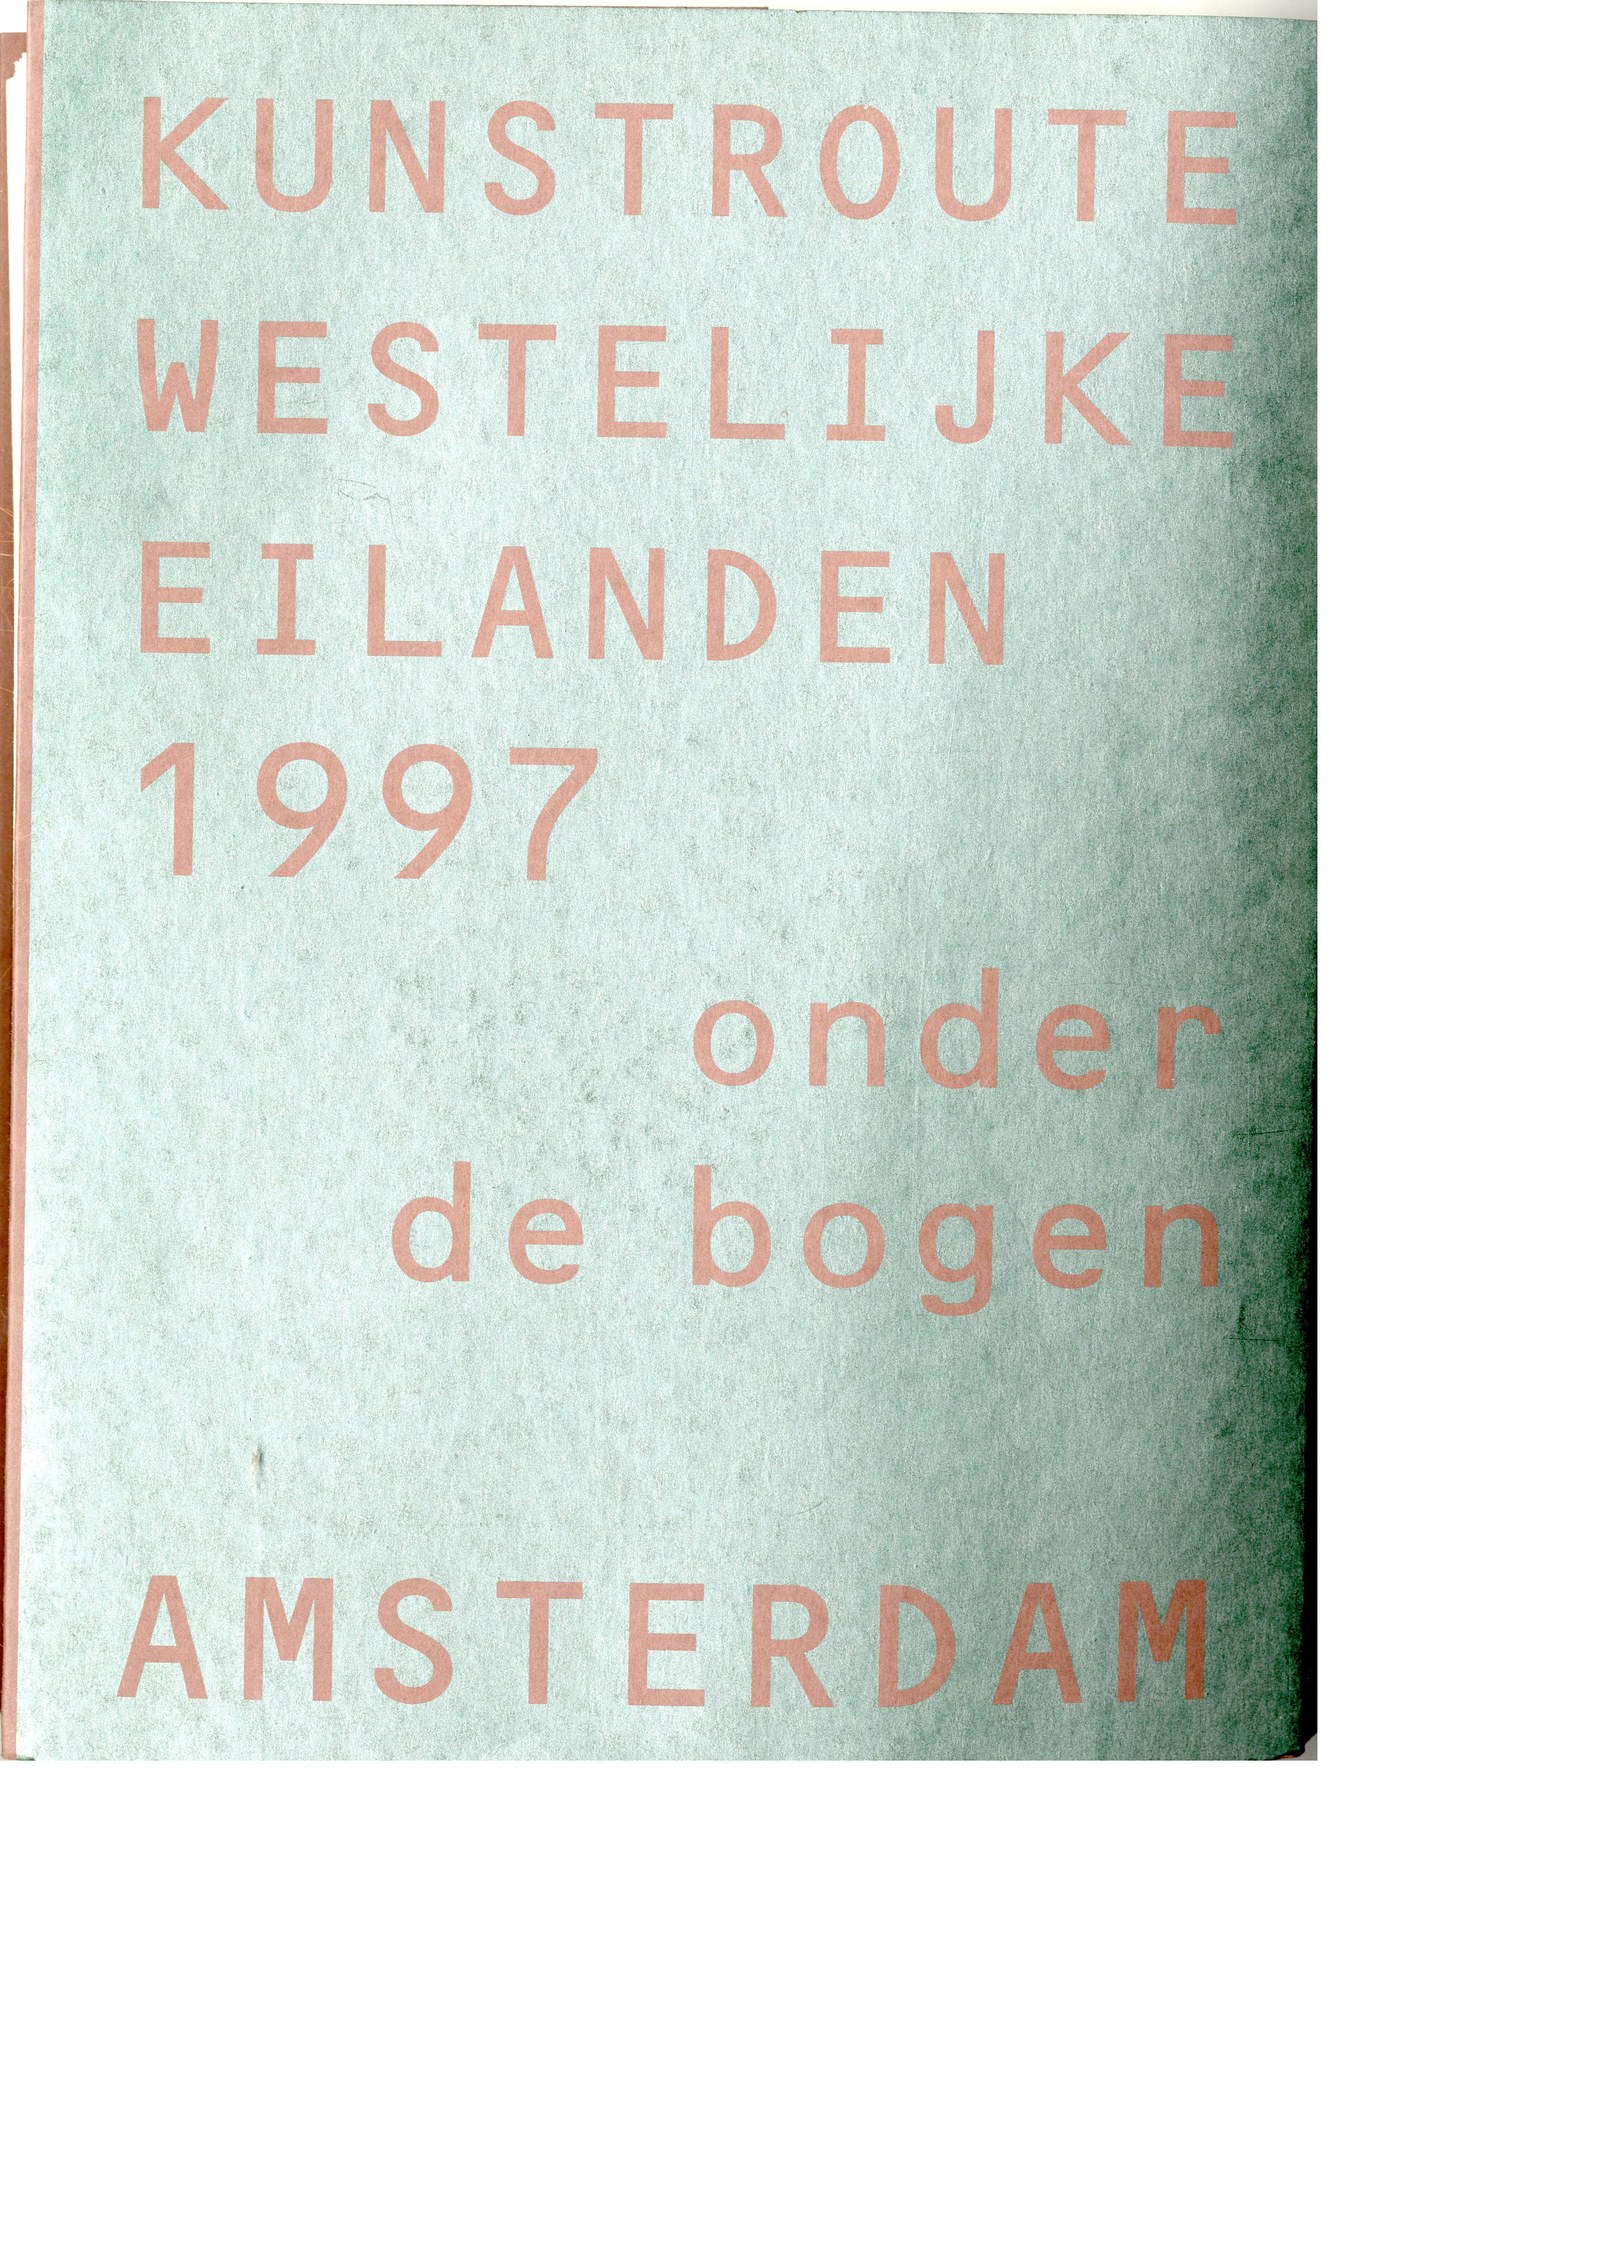 KUNSTROUTE
WESTELIJKE
EILANDEN
1997
onder
de bogen
AMSTERDAM